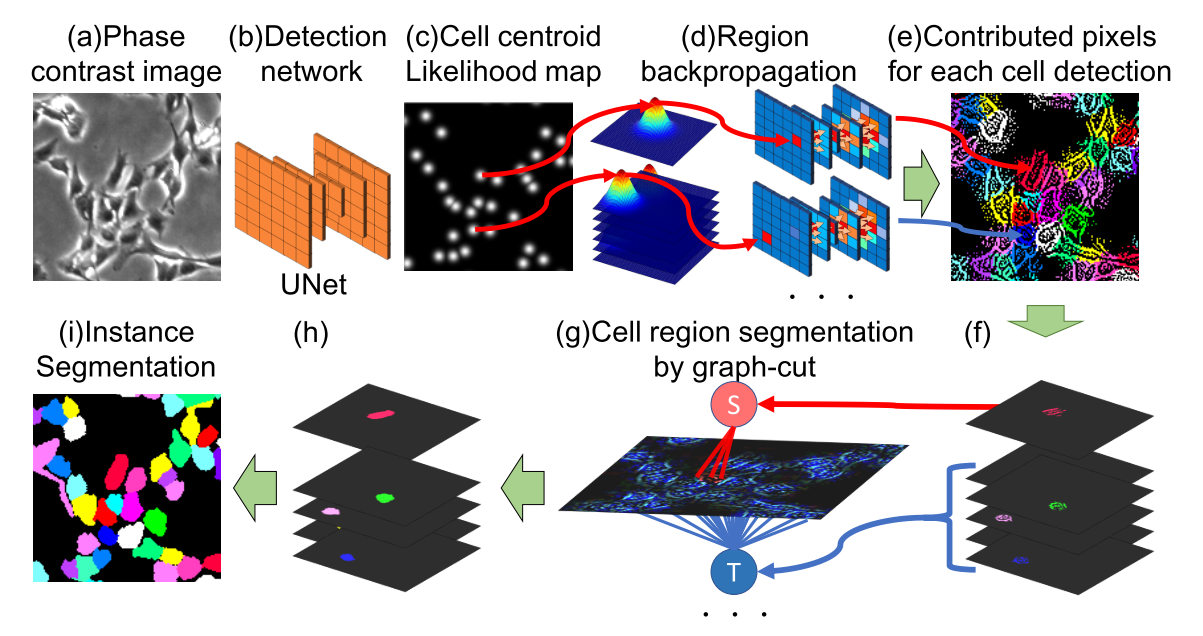 (a)Phase
contrast image
(b)Detection
network
(c)Cell centroid
Likelihood map
(d)Region
backpropagation
(e)Contributed pixels
for each cell detection
UNet
. . .
(i)Instance
Segmentation
(h)
(g)Cell region segmentation
by graph-cut
(f)
S
T
. . .